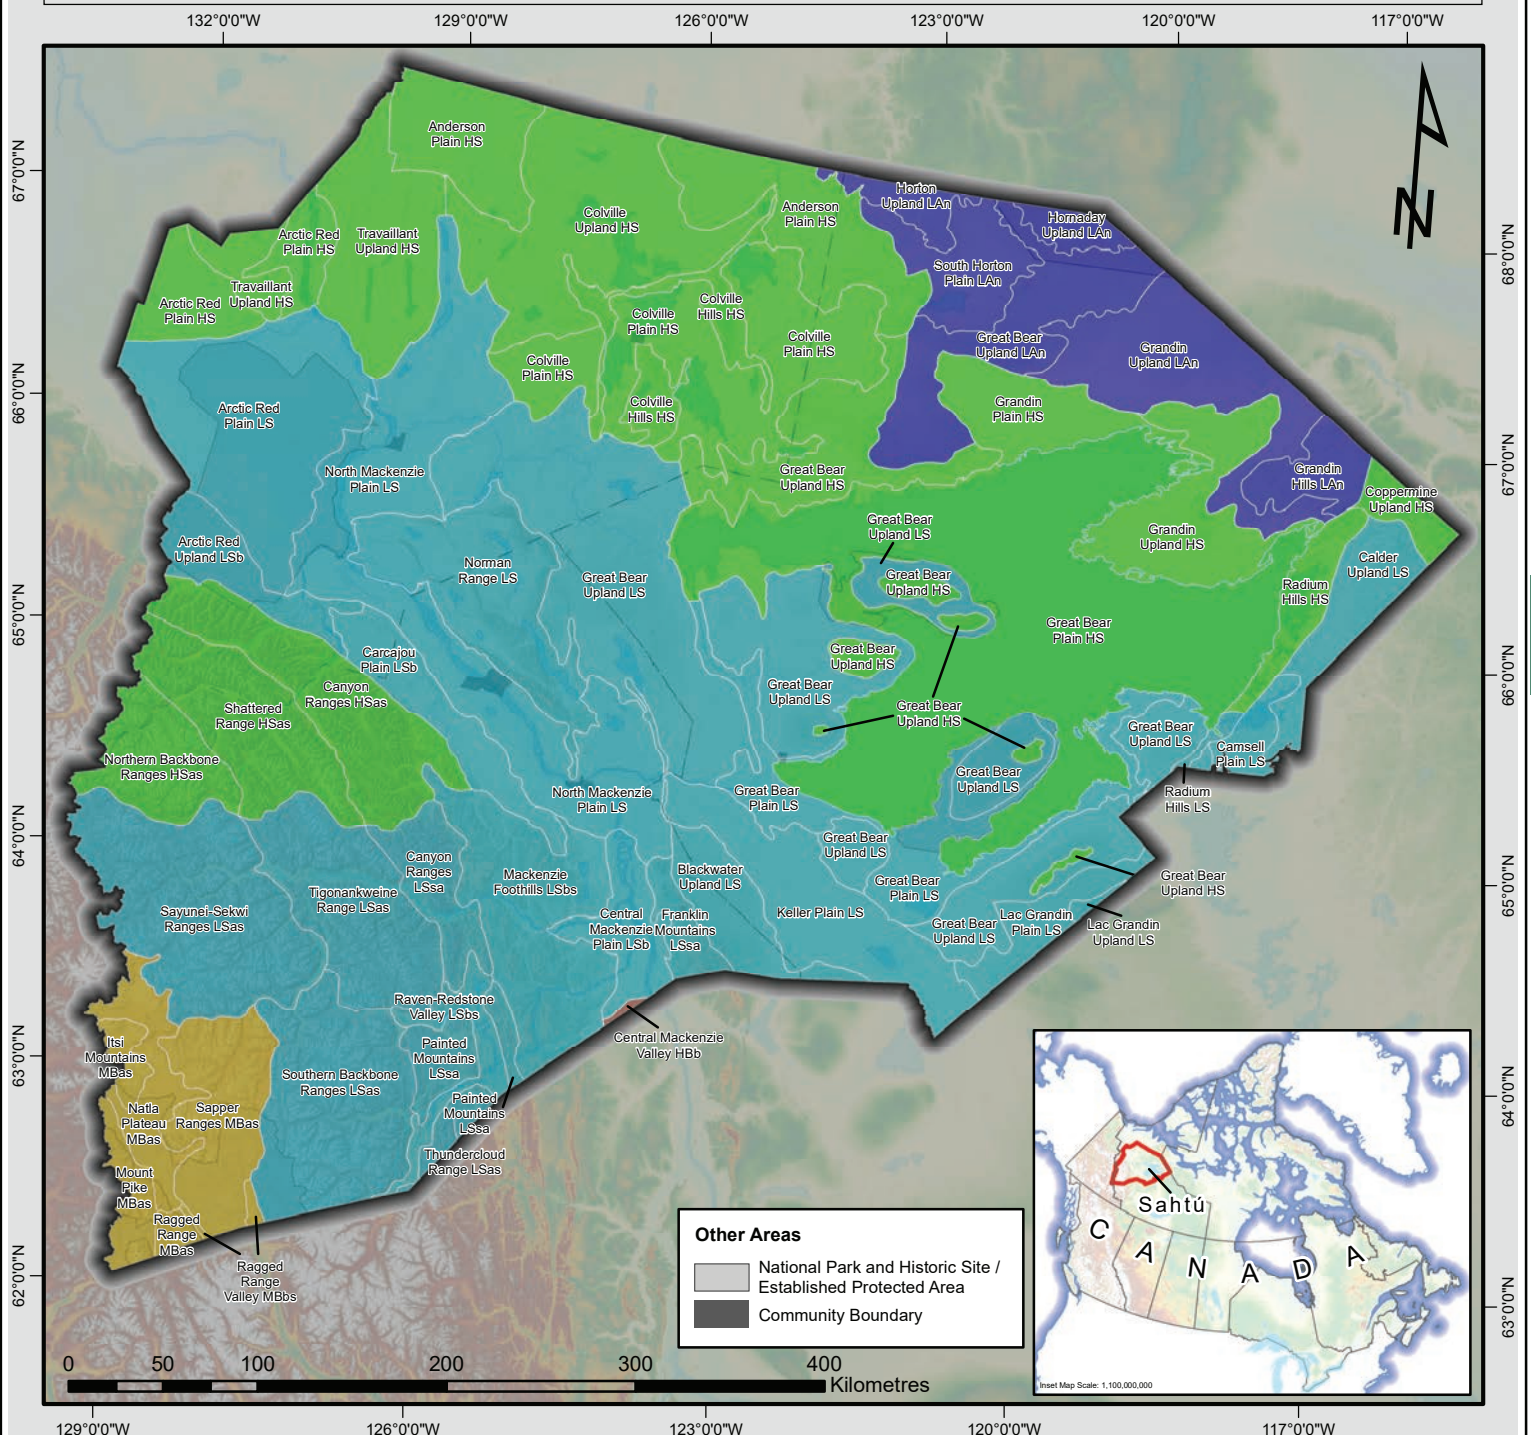 132°0'0"W
129°0'0"W
126°0'0"W
123°0'0"W
120°0'0"W
117°0'0"W
67°0'0"N
66°0'0"N
65°0'0"N
64°0'0"N
63°0'0"N
62°0'0"N
68°0'0"N
67°0'0"N
66°0'0"N
65°0'0"N
64°0'0"N
63°0'0"N
N
Anderson
Plain HS
Arctic Red
Plain HS
Travaillant
Upland HS
Colville
Upland HS
Anderson
Plain HS
Horton
Upland LAn
Hornaday
Upland LAn
South Horton
Plain LAn
Arctic Red
Plain HS
Travaillant
Upland HS
Colville
Plain HS
Colville
Hills HS
Colville
Plain HS
Great Bear
Upland LAn
Grandin
Upland LAn
Colville
Plain HS
Colville
Hills HS
Grandin
Plain HS
Arctic Red
Plain LS
North Mackenzie
Plain LS
Great Bear
Upland HS
Grandin
Hills LAn
Coppermine
Upland HS
Great Bear
Upland LS
Grandin
Upland HS
Calder
Upland LS
Arctic Red
Upland LSb
Norman
Range LS
Great Bear
Upland LS
Great Bear
Upland HS
Radium
Hills HS
Great Bear
Plain HS
Carcajou
Plain LSb
Great Bear
Upland HS
Canyon
Ranges HSas
Shattered
Range HSas
Great Bear
Upland LS
Great Bear
Upland HS
Great Bear
Upland LS
Camsell
Plain LS
Northern Backbone
Ranges HSas
North Mackenzie
Plain LS
Great Bear
Plain LS
Great Bear
Upland LS
Radium
Hills LS
Great Bear
Upland LS
Canyon
Ranges
LSsa
Mackenzie
Foothills LSbs
Blackwater
Upland LS
Great Bear
Plain LS
Great Bear
Upland HS
Tigonankweine
Range LSas
Sayunei-Sekwi
Ranges LSas
Central
Mackenzie
Plain LSb
Franklin
Mountains
LSsa
Keller Plain LS
Great Bear
Upland LS
Lac Grandin
Plain LS
Lac Grandin
Upland LS
Raven-Redstone
Valley LSbs
Central Mackenzie
Valley HBb
Itsi
Mountains
MBas
Painted
Mountains
LSsa
Southern Backbone
Ranges LSas
Natla
Plateau
MBas
Sapper
Ranges MBas
Painted
Mountains
LSsa
Thundercloud
Range LSas
Mount
Pike
MBas
Ragged
Range
MBas
Ragged
Range
Valley MBbs
Other Areas
National Park and Historic Site /
Established Protected Area
Community Boundary
Sahtú
CANADA
Inset Map Scale: 1:100,000,000
0
50
100
200
300
400
Kilometres
129°0'0"W
126°0'0"W
123°0'0"W
120°0'0"W
117°0'0"W